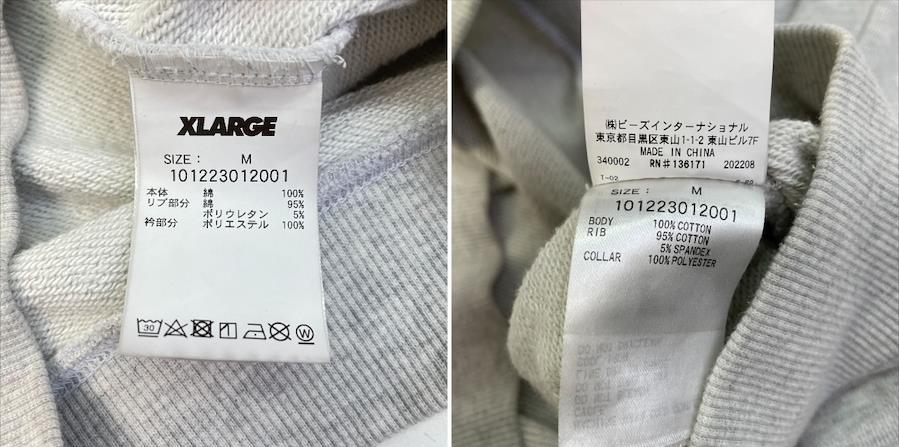 XLARGE
SIZE: M
101223012001
本体 綿 100%
リブ部分 綿 95%
ポリウレタン 5%
衿部分 ポリエステル 100%
30
W
㈱ビーズインターナショナル
東京都目黒区東山1-1-2 東山ビル7F
MADE IN CHINA
340002 RN#136171 202208
SIZE: M
101223012001
BODY 100% COTTON
RIB 95% COTTON
5% SPANDEX
COLLAR 100% POLYESTER